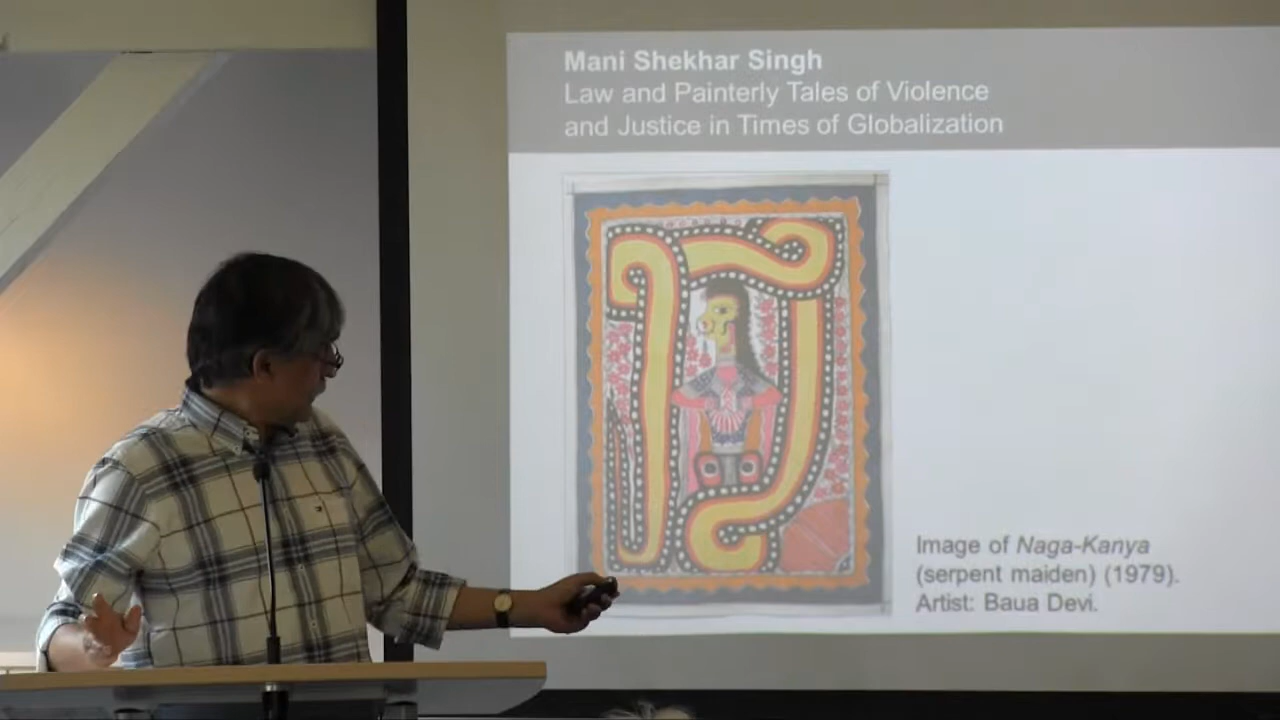 Mani Shekhar Singh
Law and Painterly Tales of Violence
and Justice in Times of Globalization
Image of Naga-Kanya
(serpent maiden) (1979).
Artist: Baua Devi.